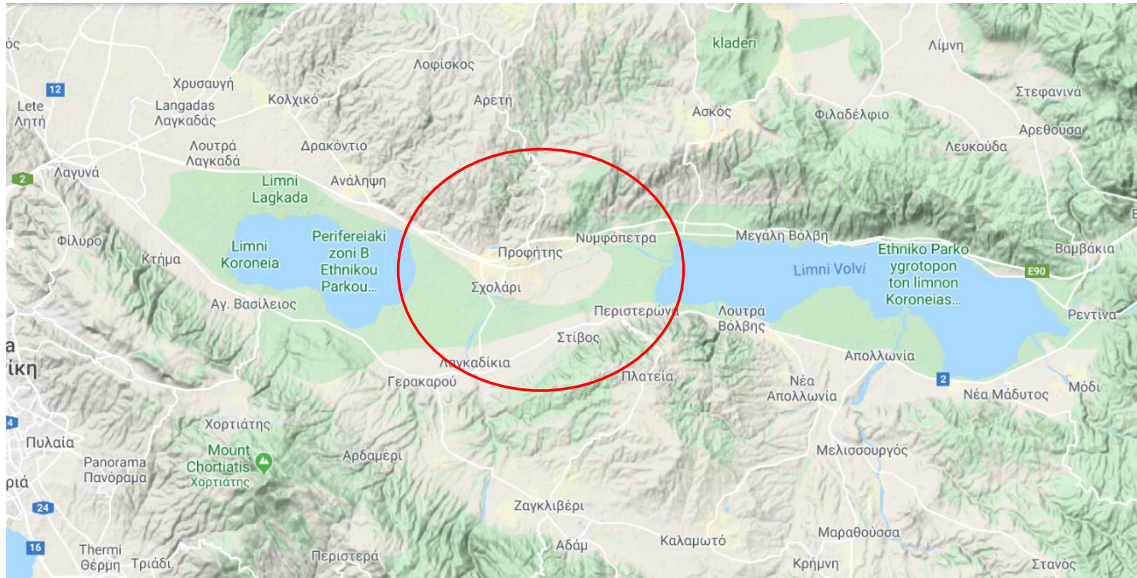 kladeri
Λίμνη
Λοφίσκος
Χρυσαυγή
12
Κολχικό
Αρετή
Στεφανινά
Lete
Λητή
Langadas
Λαγκαδάς
Ασκός
Φιλαδέλφιο
Αρεθούσα
Λουτρά
Λαγκαδά
Δρακόντιο
Λευκούδα
Λαγυνά
2
Limni
Lagkada
Ανάληψη
Φίλυρο
Κτήμα
Limni
Koroneia
Perifereiaki
zoni B
Ethnikou
Parkou...
Προφήτης
Νυμφόπετρα
Μεγάλη Βόλβη
Βαμβάκια
Σχολάρι
Limni Volvi
Ethniko Parko
ygrotopon
ton limnon
Koroneias...
E90
Αγ. Βασίλειος
Περιστερώνα
Λουτρά
Βόλβης
Ρεντίνα
Στίβος
a
ίκη
Λαγκαδίκια
Γερακαρού
Πλατεία
Απολλωνία
Νέα
Απολλωνία
2
Νέα Μάδυτος
Μόδι
Χορτιάτης
Πυλαία
Mount
Chortiatis
Χορτιάτης
Αρδαμέρι
Μελισσουργός
Panorama
Πανόραμα
ριά
24
Ζαγκλιβέρι
16
Thermi
Θέρμη
Τριάδι
Περιστερά
Αδάμ
Καλαμωτό
Μαραθούσσα
Κρήμνη
Στανός